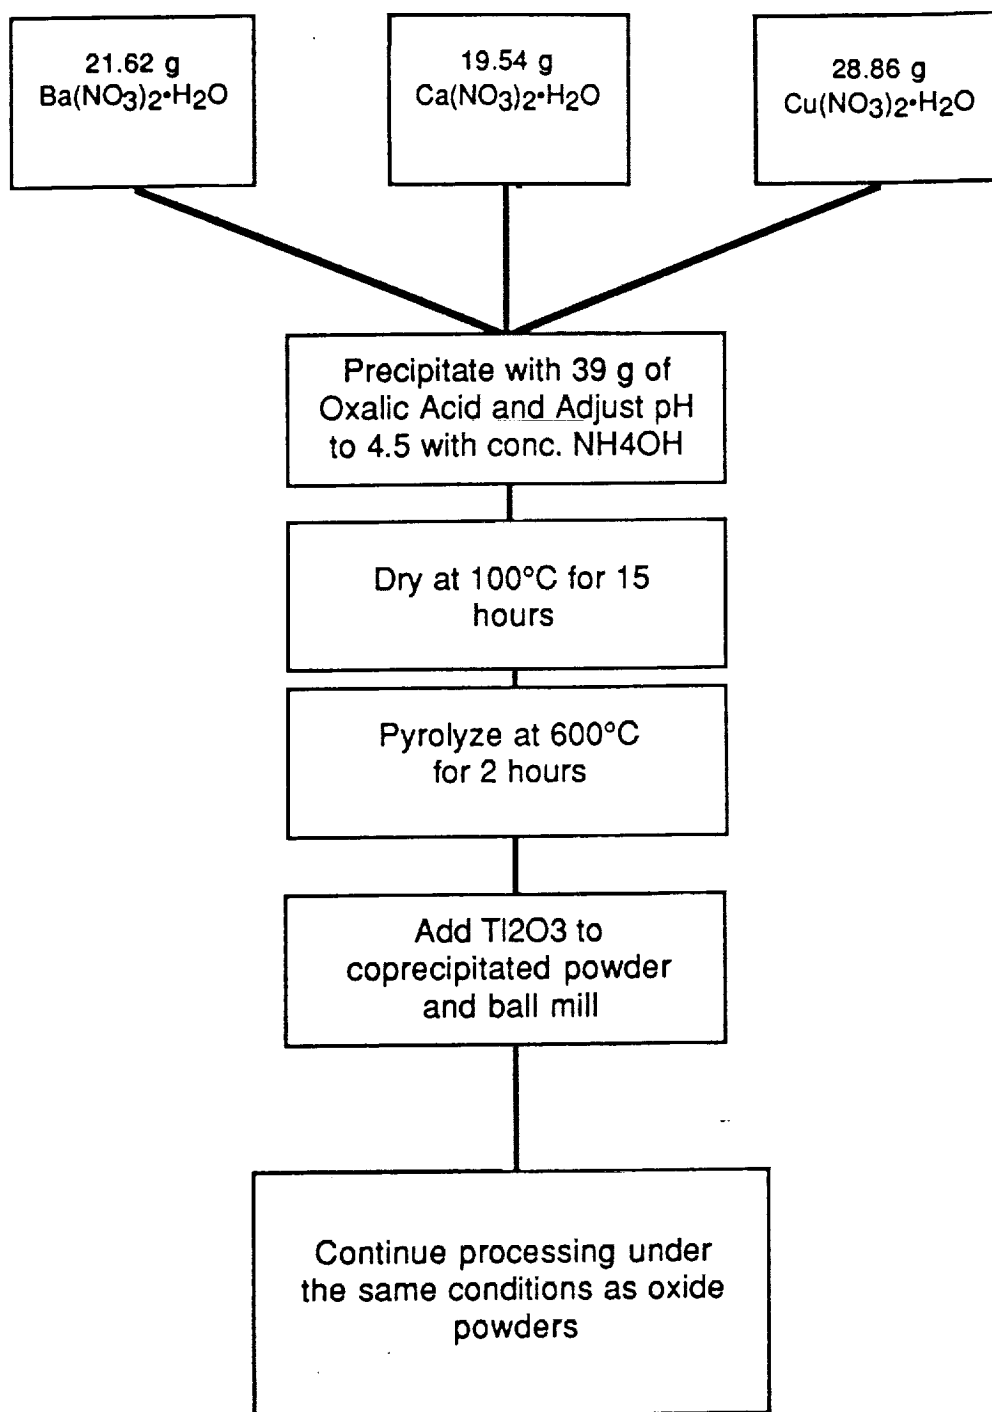 21.62 g
Ba(NO3)2•H2O
19.54 g
Ca(NO3)2•H2O
28.86 g
Cu(NO3)2•H2O
Precipitate with 39 g of
Oxalic Acid and Adjust pH
to 4.5 with conc. NH4OH
Dry at 100°C for 15
hours
Pyrolyze at 600°C
for 2 hours
Add Tl2O3 to
coprecipitated powder
and ball mill
Continue processing under
the same conditions as oxide
powders